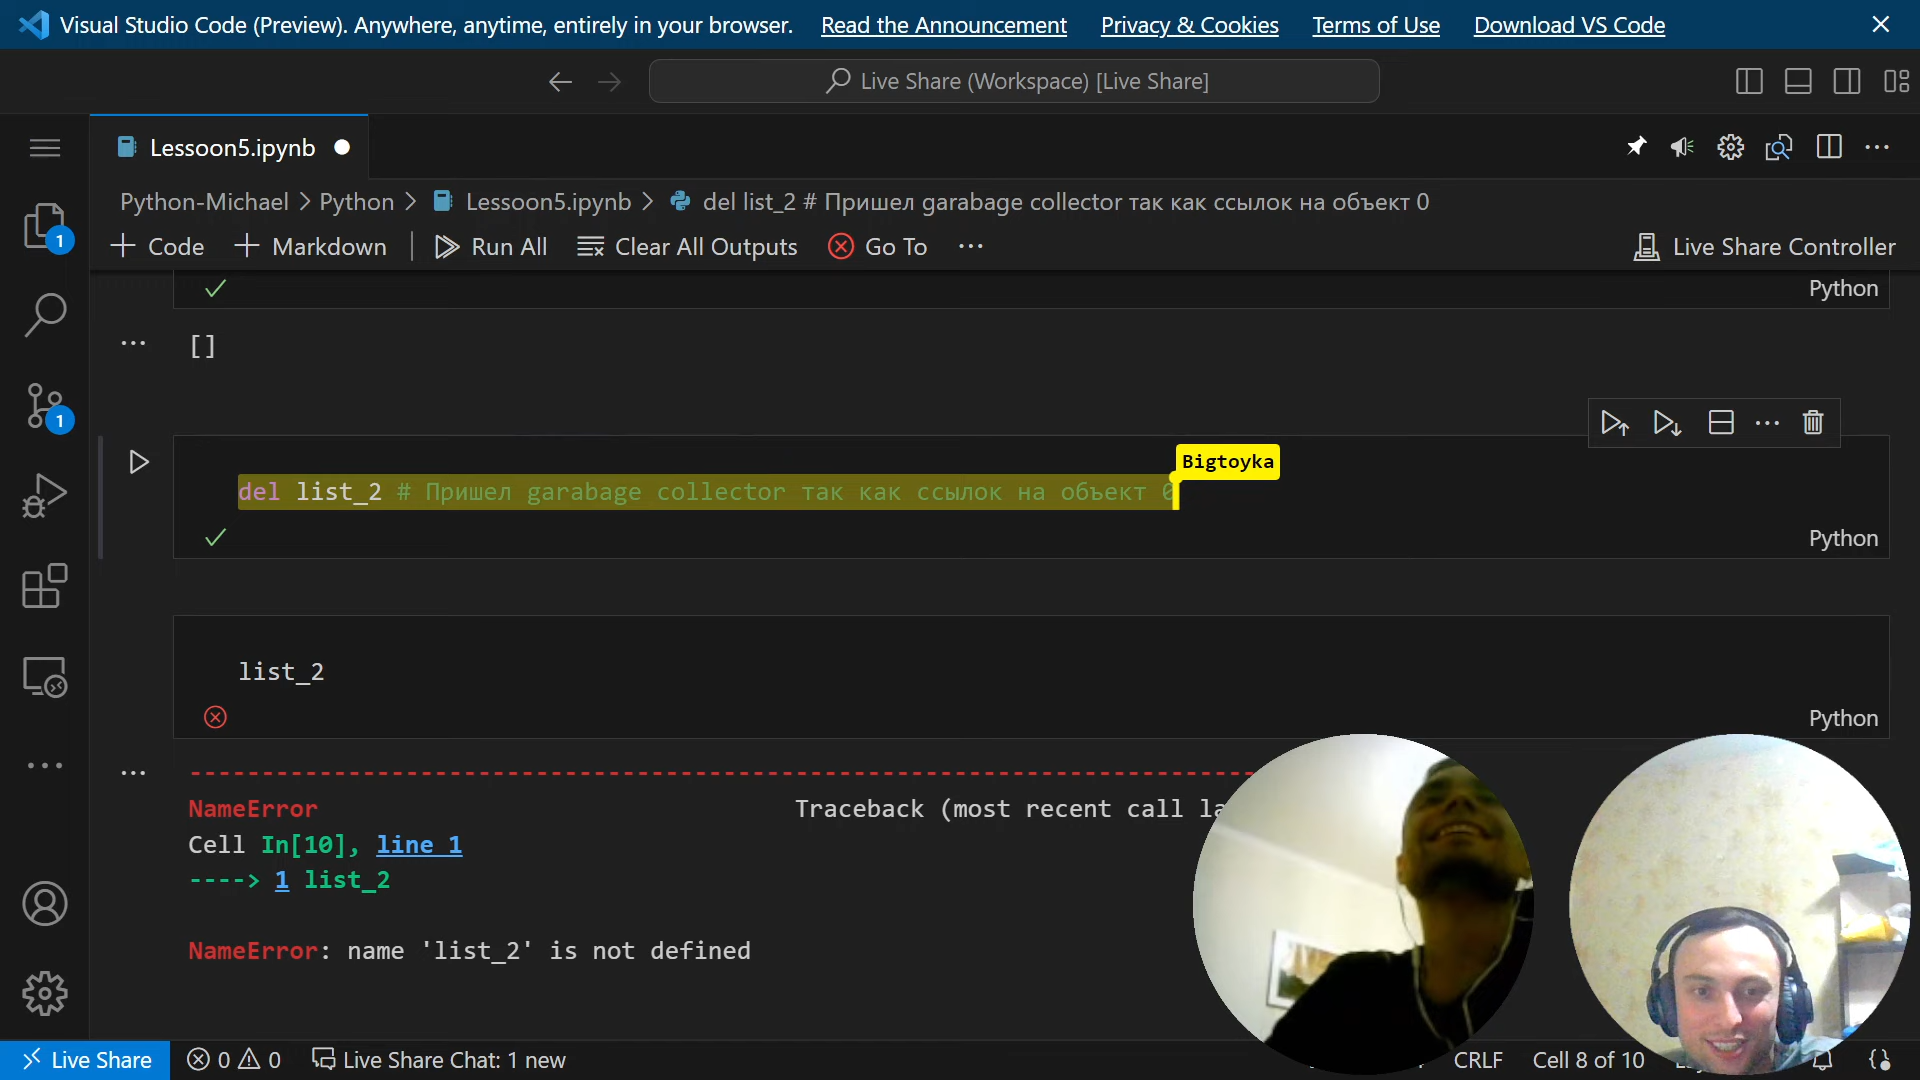 Visual Studio Code (Preview). Anywhere, anytime, entirely in your browser. Read the Announcement Privacy & Cookies Terms of Use Download VS Code
Live Share (Workspace) [Live Share]
Lessoon5.ipynb
Python-Michael > Python > Lessoon5.ipynb > del list_2 # Пришел garabage collector так как ссылок на объект 0
+ Code + Markdown | Run All Clear All Outputs Go To ... Live Share Controller
Python
... []
1
1
Bigtoyka
del list_2 # Пришел garabage collector так как ссылок на объект 0
Python
list_2
Python
... --------------------------------------------------------------------------
NameError Traceback (most recent call
Cell In[10], line 1
----> 1 list_2
NameError: name 'list_2' is not defined
Live Share 0 0 Live Share Chat: 1 new CRLF Cell 8 of 10